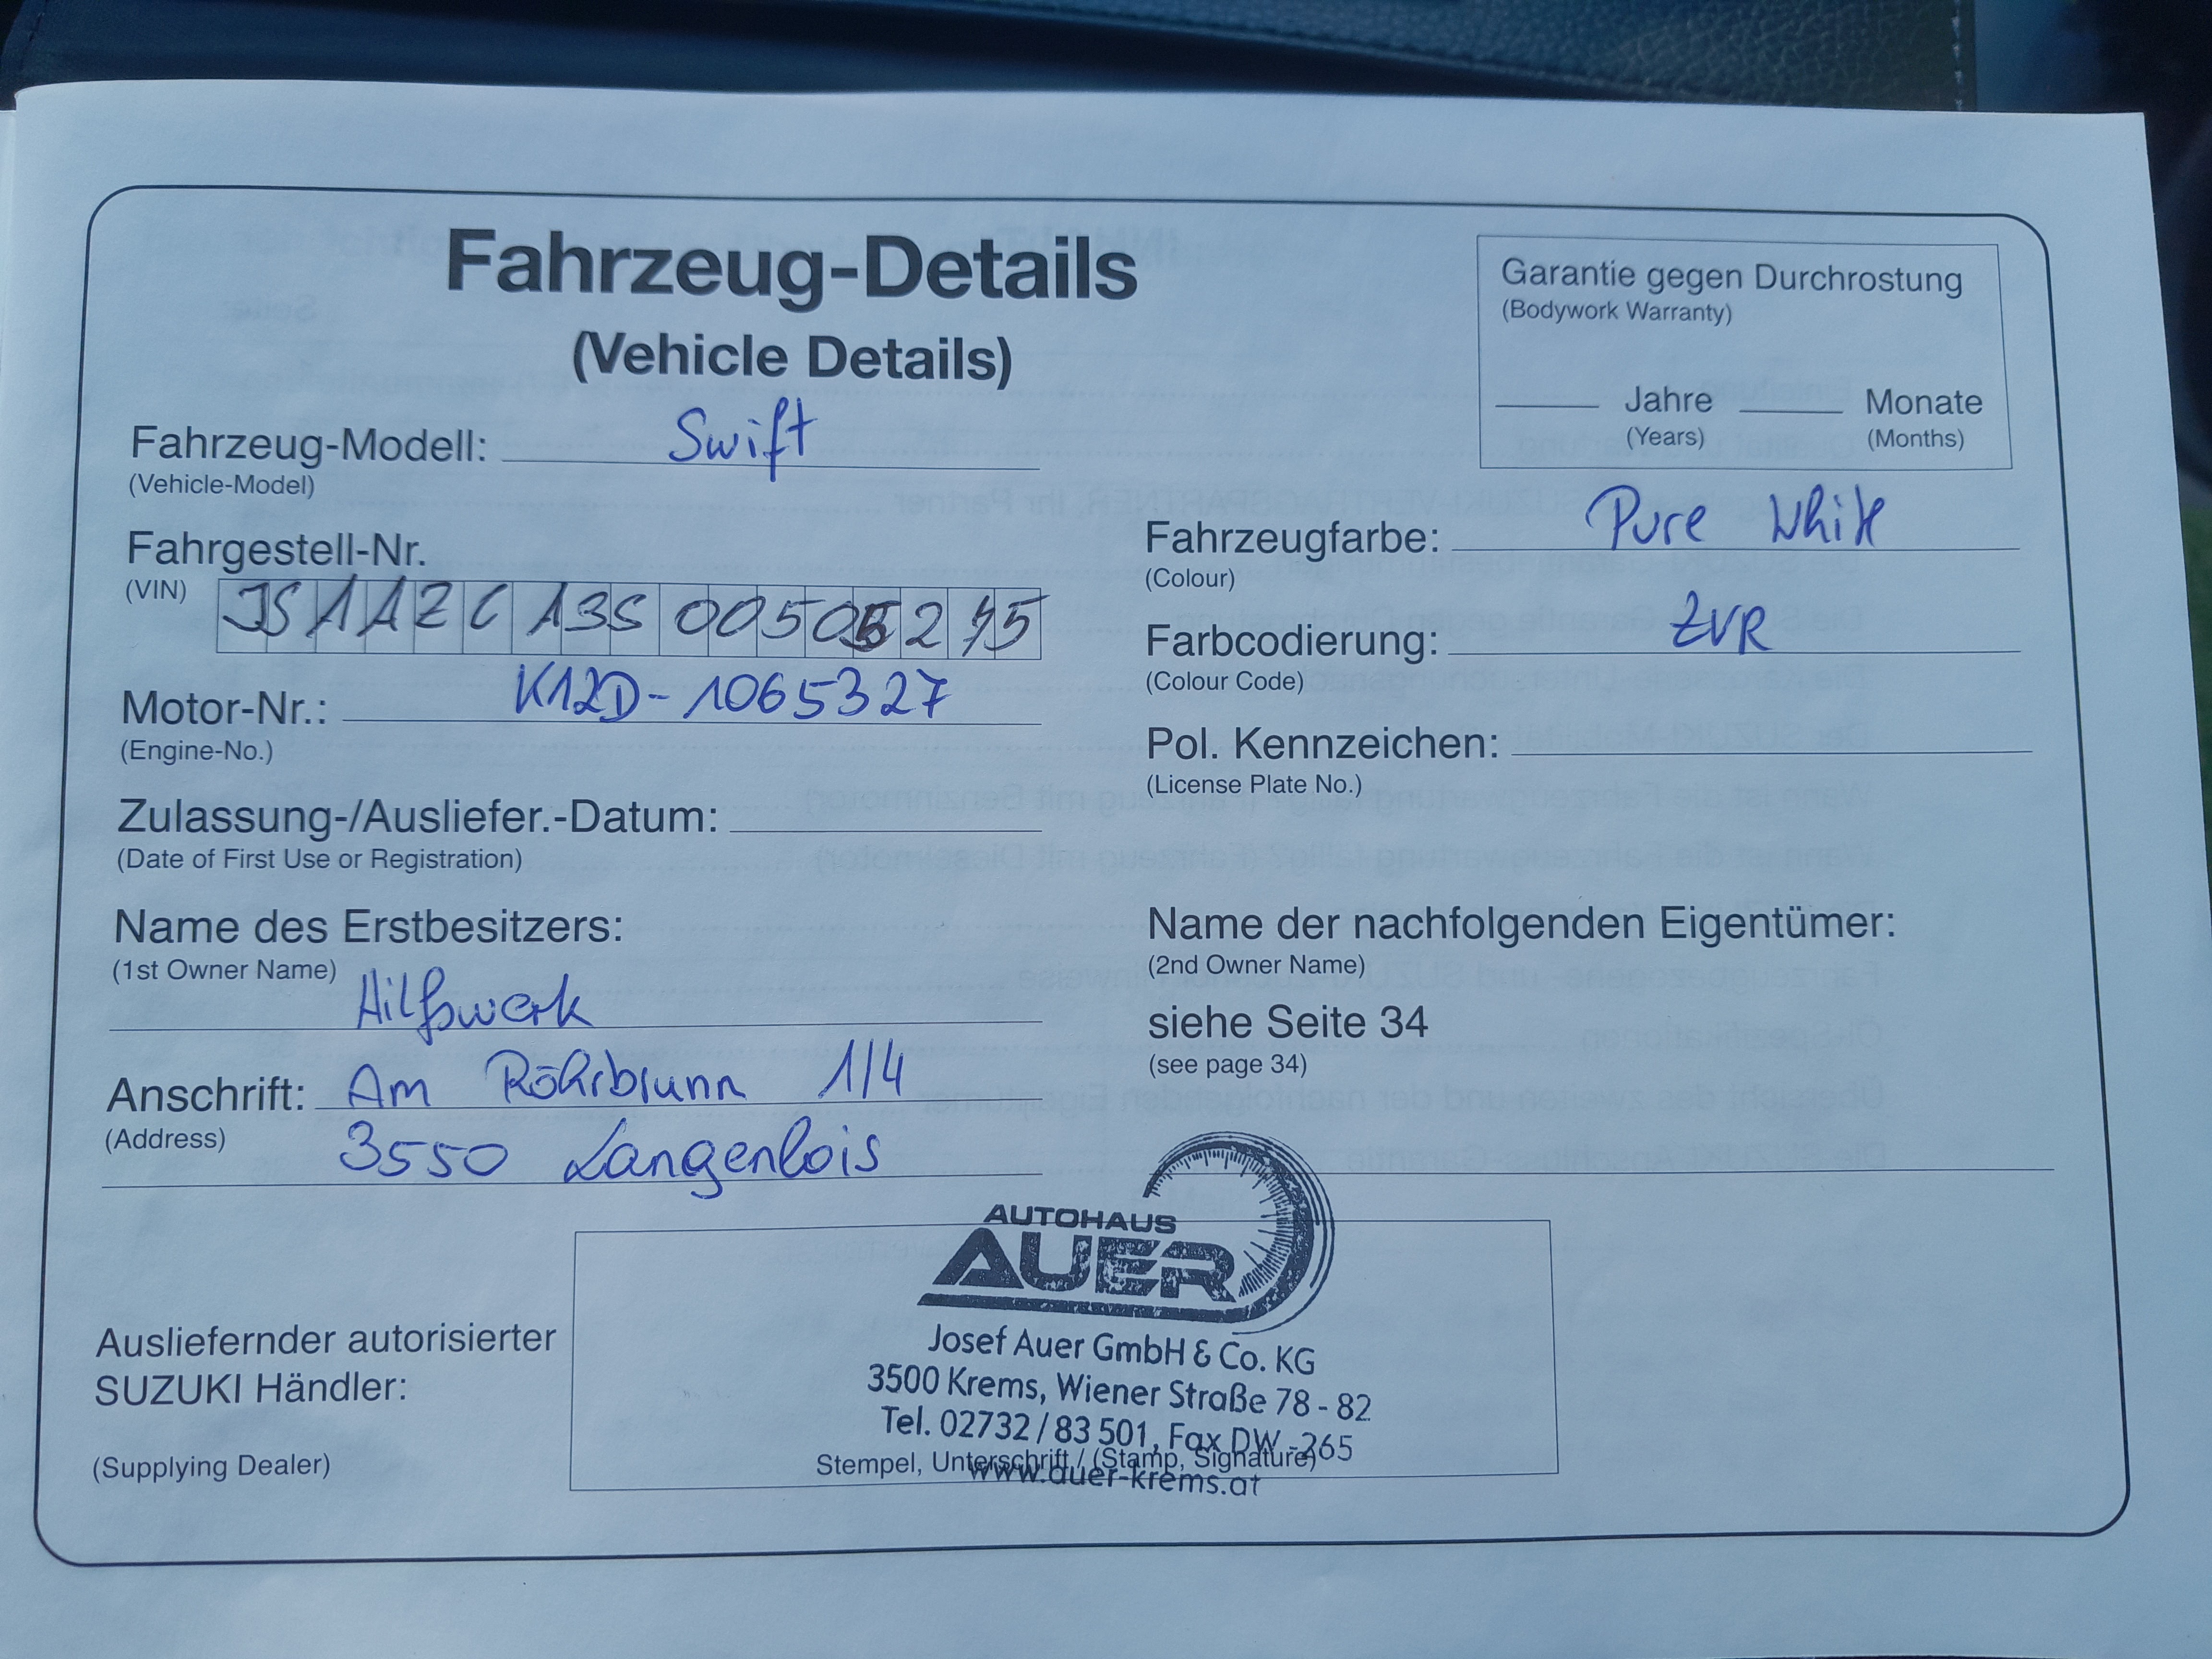 Fahrzeug-Details
(Vehicle Details)
Garantie gegen Durchrostung
(Bodywork Warranty)
Jahre Monate
(Years) (Months)
Fahrzeug-Modell: Swift
(Vehicle-Model)
Fahrgestell-Nr.
(VIN)
Motor-Nr.: K12D-1065327
(Engine-No.)
Zulassung-/Ausliefer.-Datum:
(Date of First Use or Registration)
Fahrzeugfarbe: Pure White
(Colour)
Farbcodierung: ZVR
(Colour Code)
Pol. Kennzeichen:
(License Plate No.)
Name des Erstbesitzers:
(1st Owner Name)
Hilfswerk
Anschrift: Am Rohrbrunn 1/4
(Address)
3550 Langenlois
Name der nachfolgenden Eigentümer:
(2nd Owner Name)
siehe Seite 34
(see page 34)
Ausliefernder autorisierter
SUZUKI Händler:
(Supplying Dealer)
AUTOHAUS
AUER
Josef Auer GmbH & Co. KG
3500 Krems, Wiener Straße 78 - 82
Tel. 02732 / 83 501, Fax DW -265
Stempel, Unterschrift / (Stamp, Signature)
www.auer-krems.at